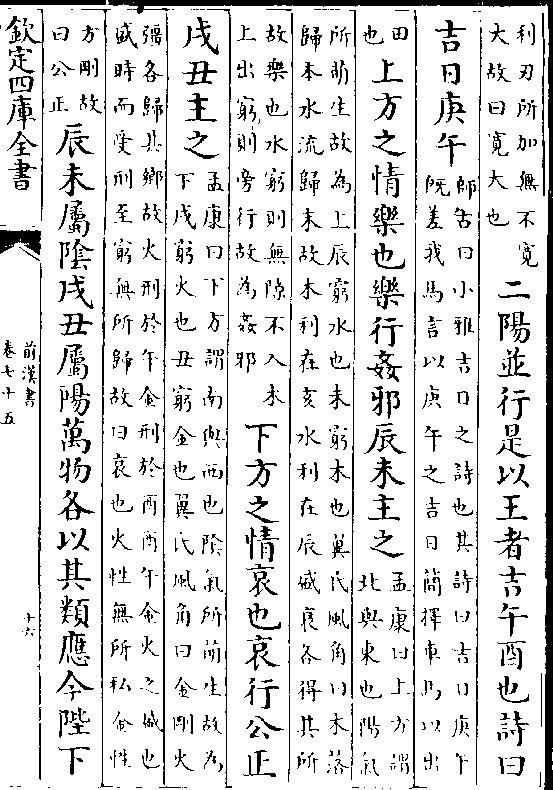 利刃所加無不寛
大故曰寛大也
二陽並行是以王者吉午酉也詩曰
吉日庚午
師古曰小雅吉日之詩也其詩曰吉日庚午
既差我馬言以庚午之吉日簡擇車馬以出
田
也
上方之情樂也樂行姦邪辰未主之
孟康曰上方謂
北與東也陽氣
所萌生故為上辰窮水也未窮木也翼氏風角曰木落
歸本水流歸末故木利在亥水利在辰盛衰各得其所
故樂也水窮則無隙不入木
上出窮則旁行故為姦邪
下方之情哀也哀行公正
戌丑主之
孟康曰下方謂南與西也隂氣所萌生故為
下戌窮火也丑窮金也翼氏風角曰金剛火
彊各歸其鄉故火刑於午金刑於酉酉午金火之盛也
盛時而受刑至窮無所歸故曰哀也火性無所私金性
方剛故
曰公正
辰未屬隂戌丑屬陽萬物各以其類應今陛下
欽定四庫全書
前漢書
卷七十五
十六